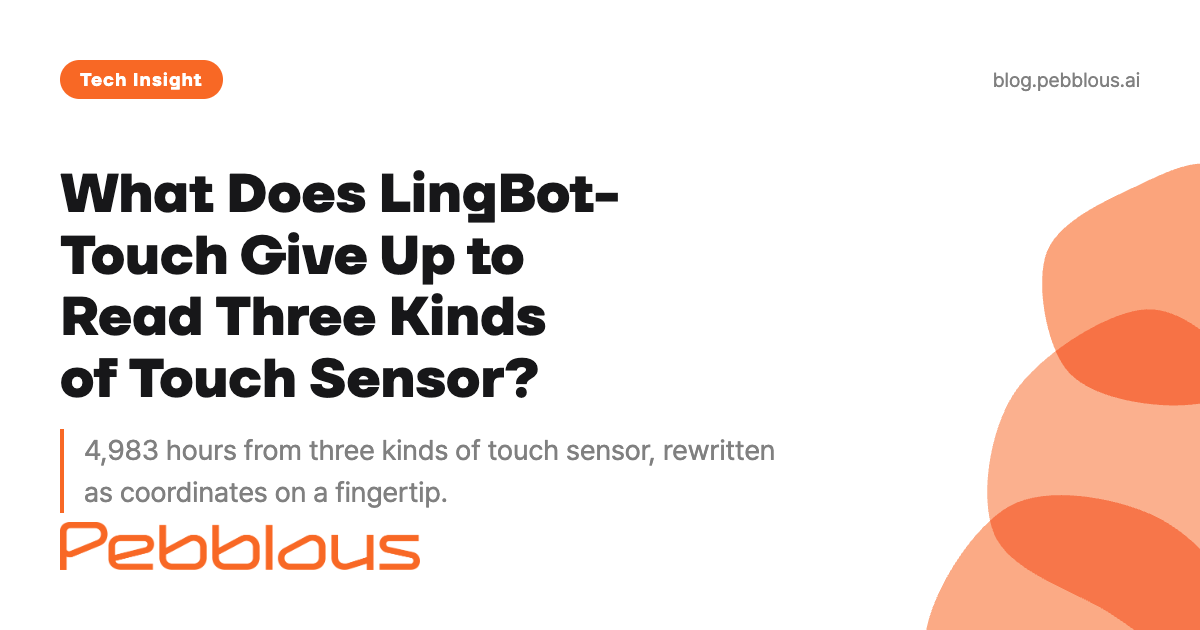 Tech Insight
blog.pebblous.ai
What Does LingBot-
Touch Give Up to
Read Three Kinds
of Touch Sensor?
4,983 hours from three kinds of touch sensor, rewritten
as coordinates on a fingertip.
Pebblous